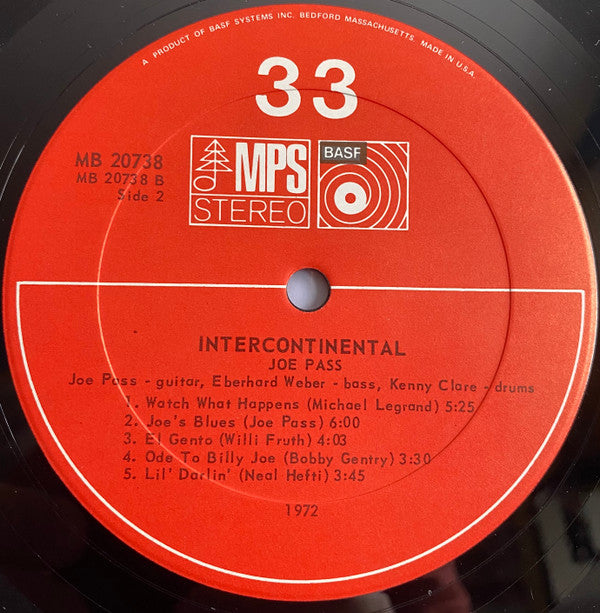 A PRODUCT OF BASF SYSTEMS INC. BEDFORD MASSACHUSETTS. MADE IN U.S.A.
33
MB 20738
MB 20738 B
Side 2
MPS
STEREO
BASF
INTERCONTINENTAL
JOE PASS
Joe Pass - guitar, Eberhard Weber - bass, Kenny Clare - drums
1. Watch What Happens (Michael Legrand) 5:25
2. Joe's Blues (Joe Pass) 6:00
3. El Gento (Willi Fruth) 4:03
4. Ode To Billy Joe (Bobby Gentry) 3:30
5. Lil' Darlin' (Neal Hefti) 3:45
1972